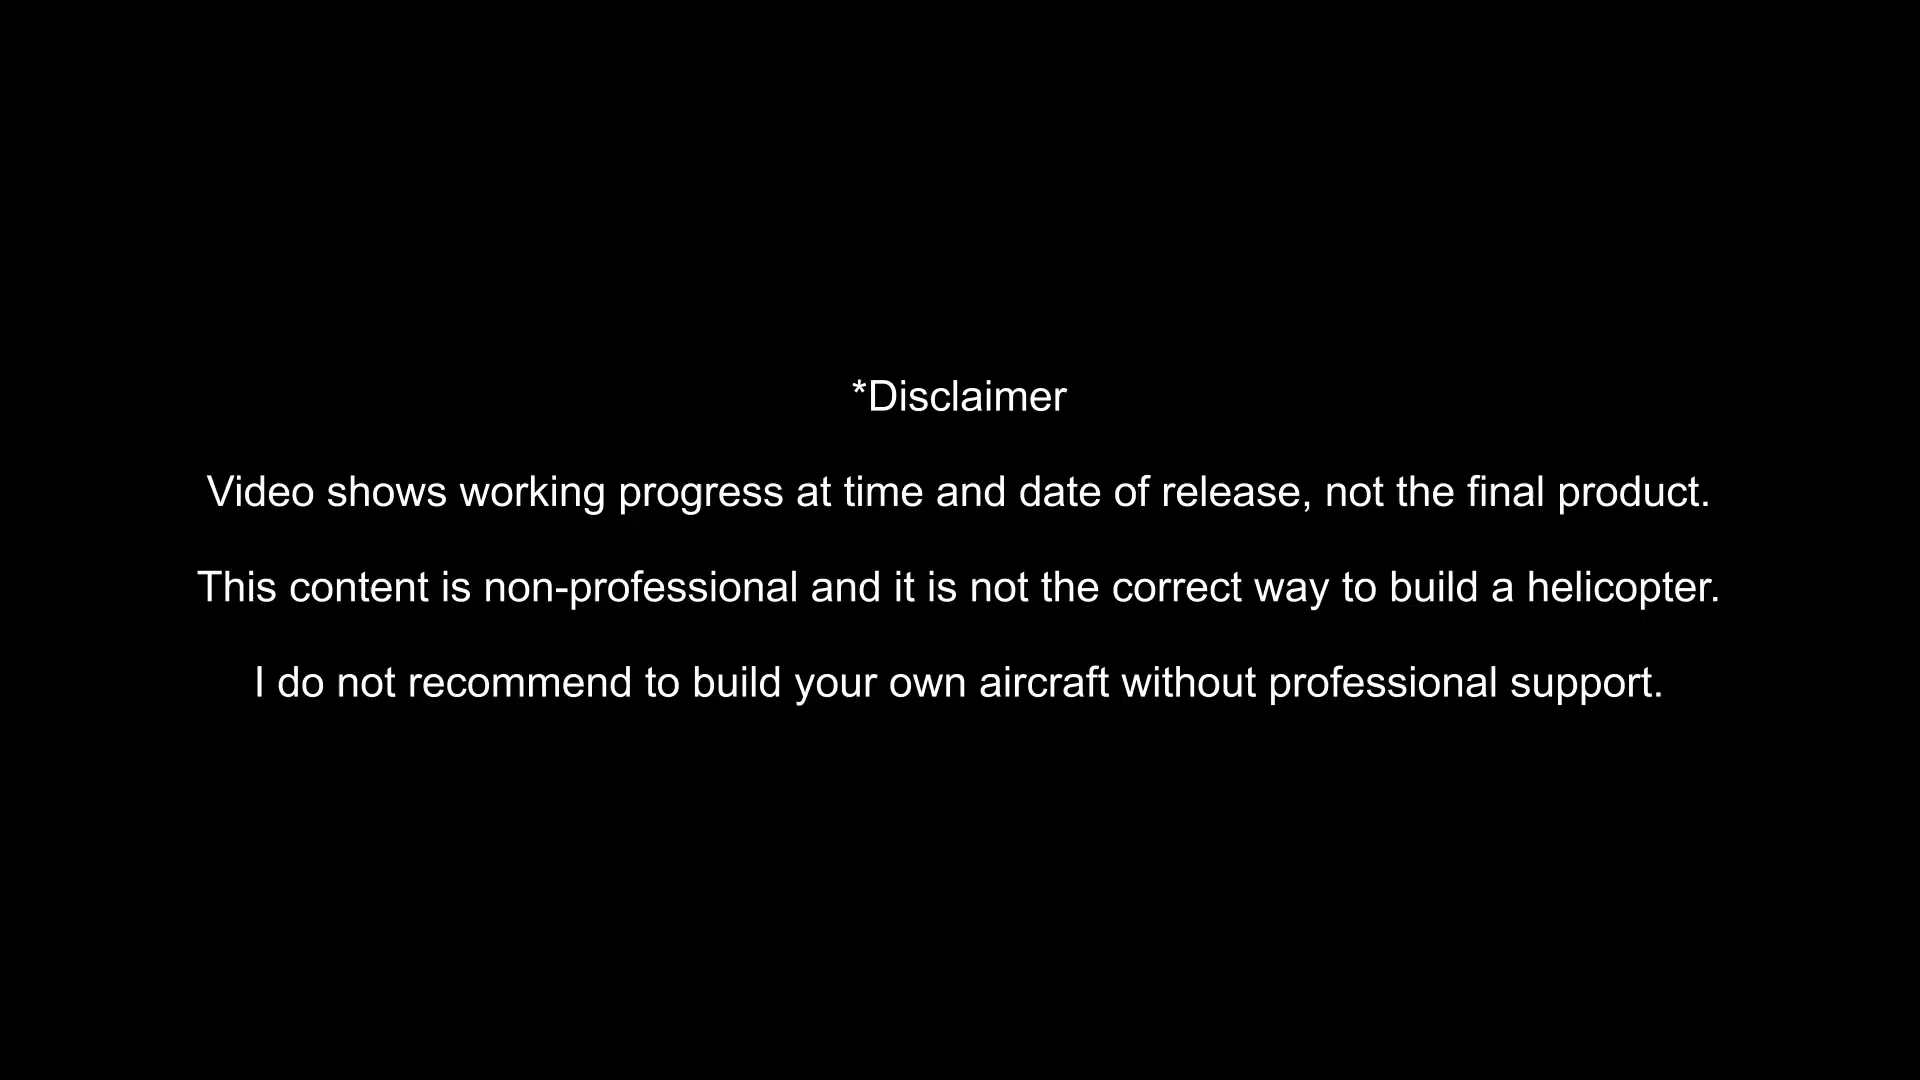 *Disclaimer
Video shows working progress at time and date of release, not the final product.
This content is non-professional and it is not the correct way to build a helicopter.
I do not recommend to build your own aircraft without professional support.